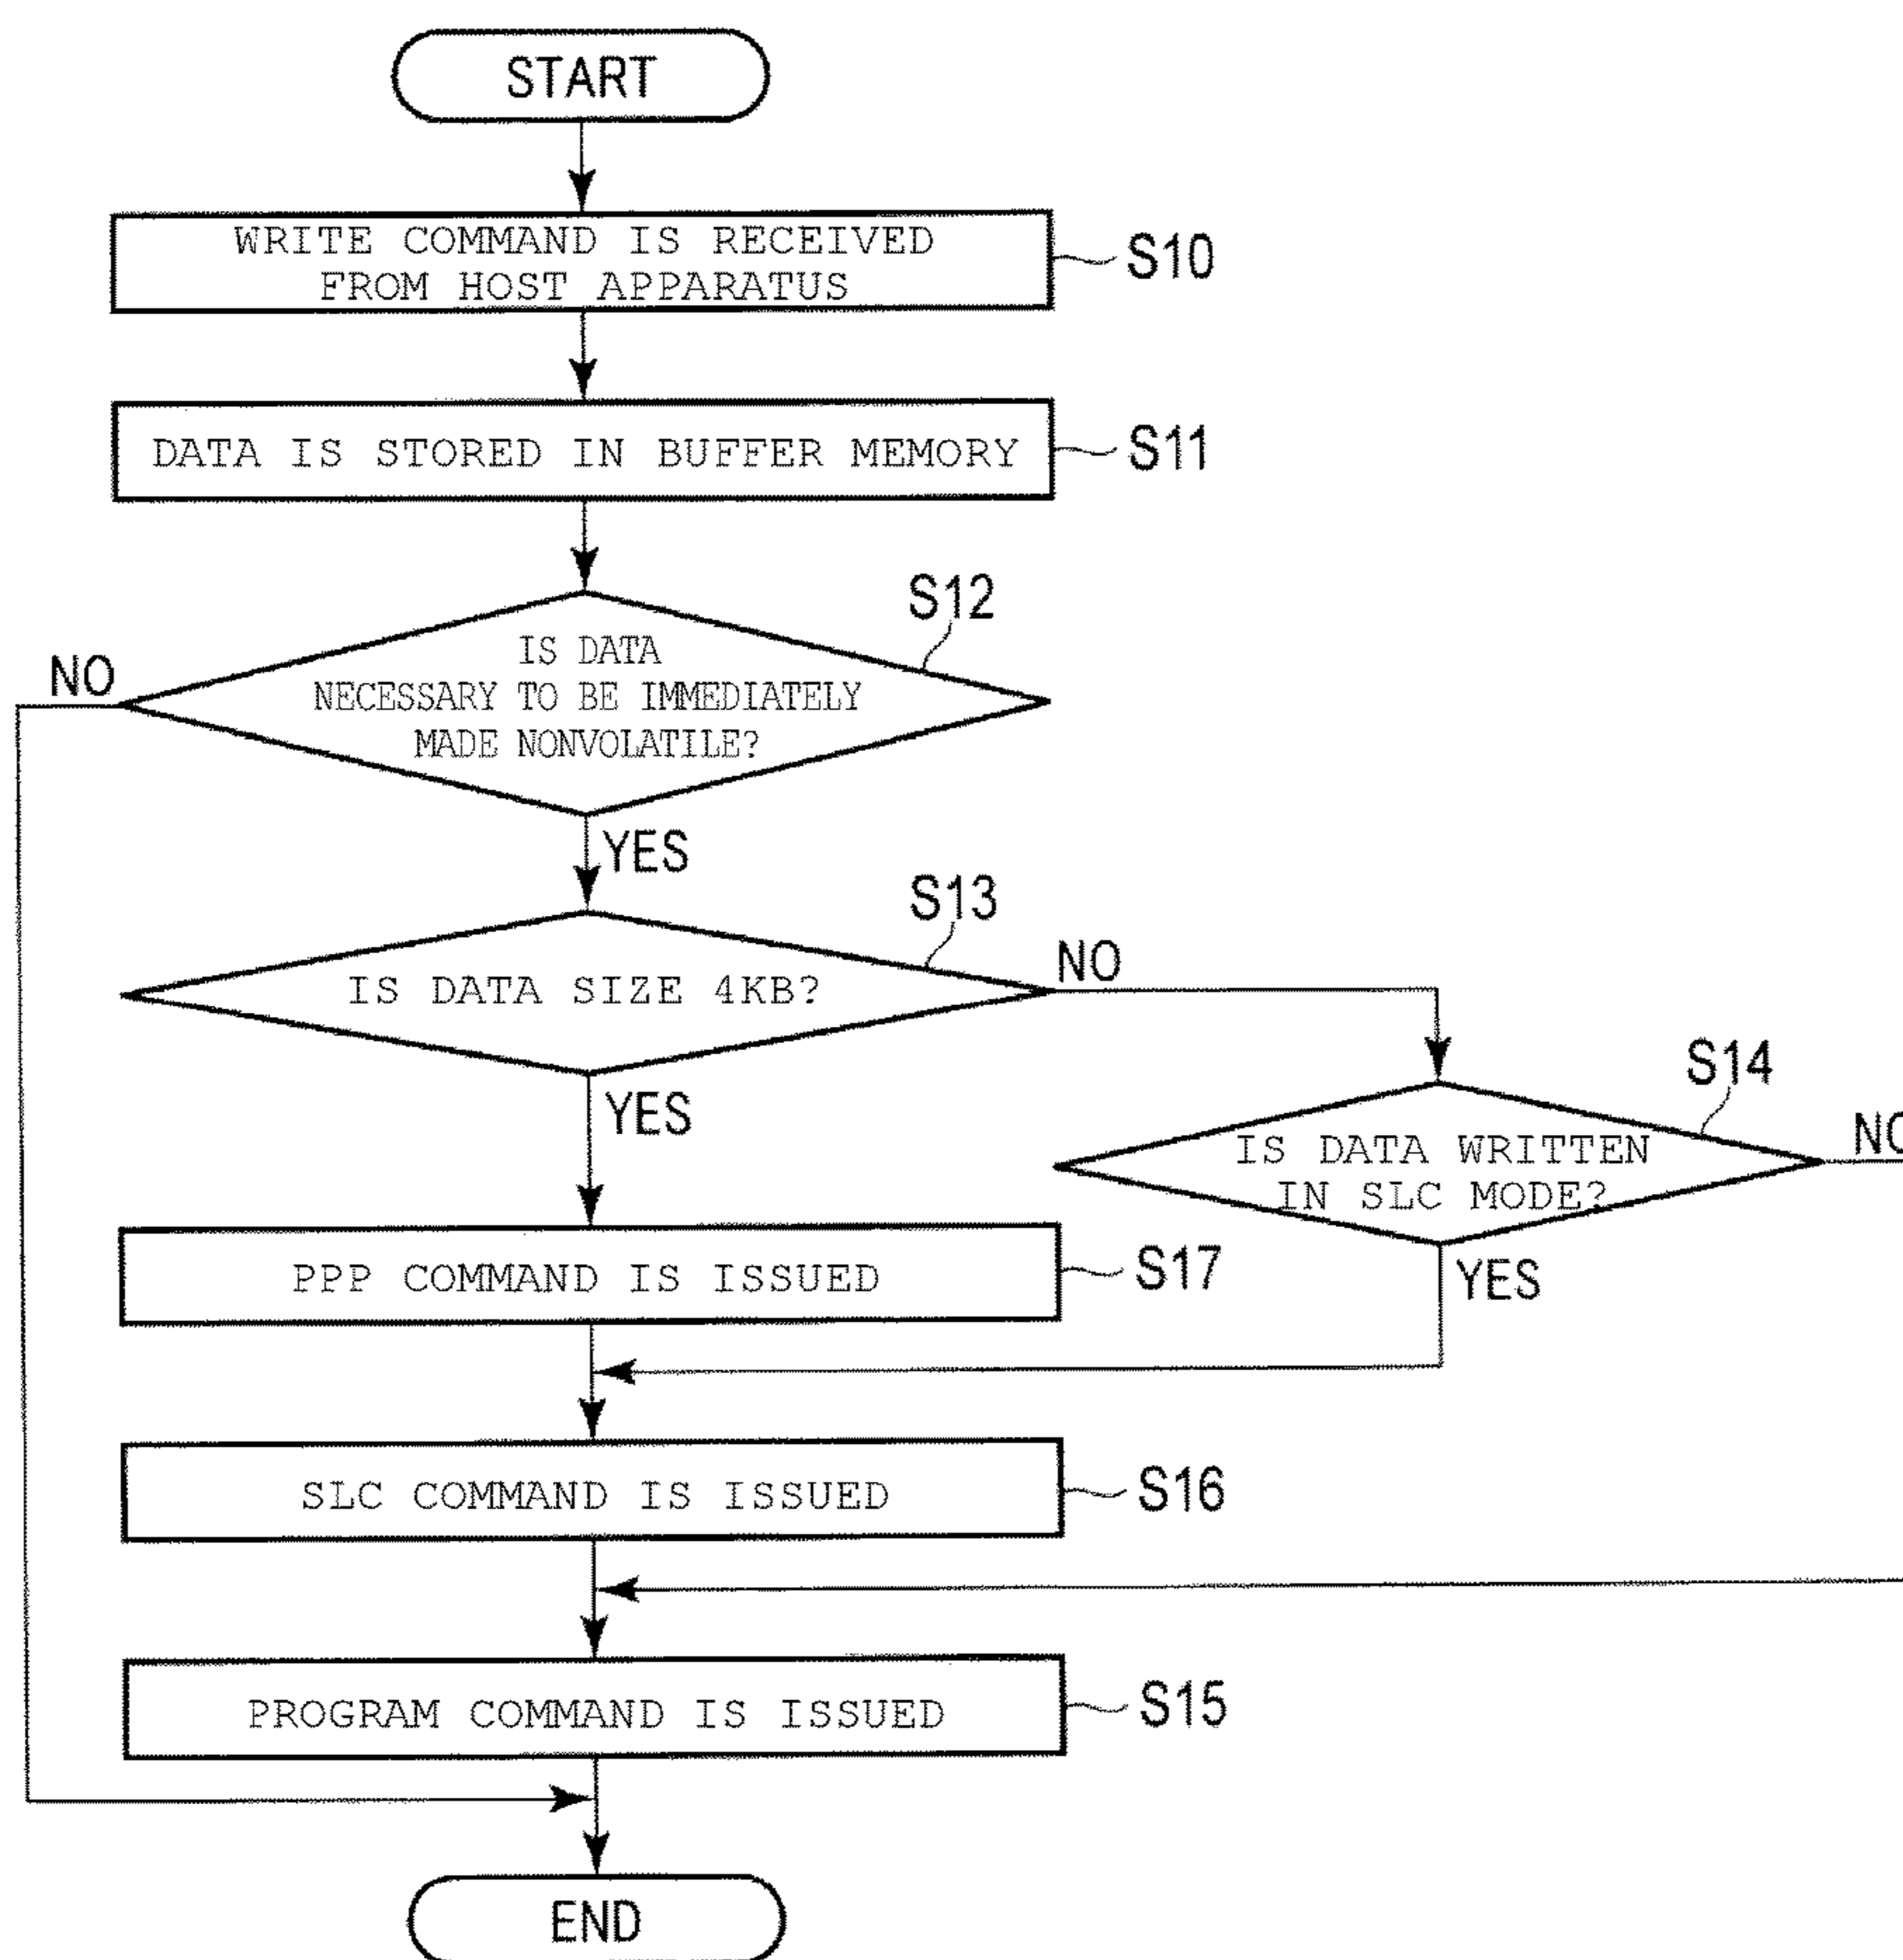 START
WRITE COMMAND IS RECEIVED
FROM HOST APPARATUS
S10
DATA IS STORED IN BUFFER MEMORY
S11
S12
IS DATA
NECESSARY TO BE IMMEDIATELY
MADE NONVOLATILE?
NO
YES
S13
IS DATA SIZE 4KB?
NO
YES
S14
IS DATA WRITTEN
IN SLC MODE?
NO
YES
PPP COMMAND IS ISSUED
S17
SLC COMMAND IS ISSUED
S16
PROGRAM COMMAND IS ISSUED
S15
END